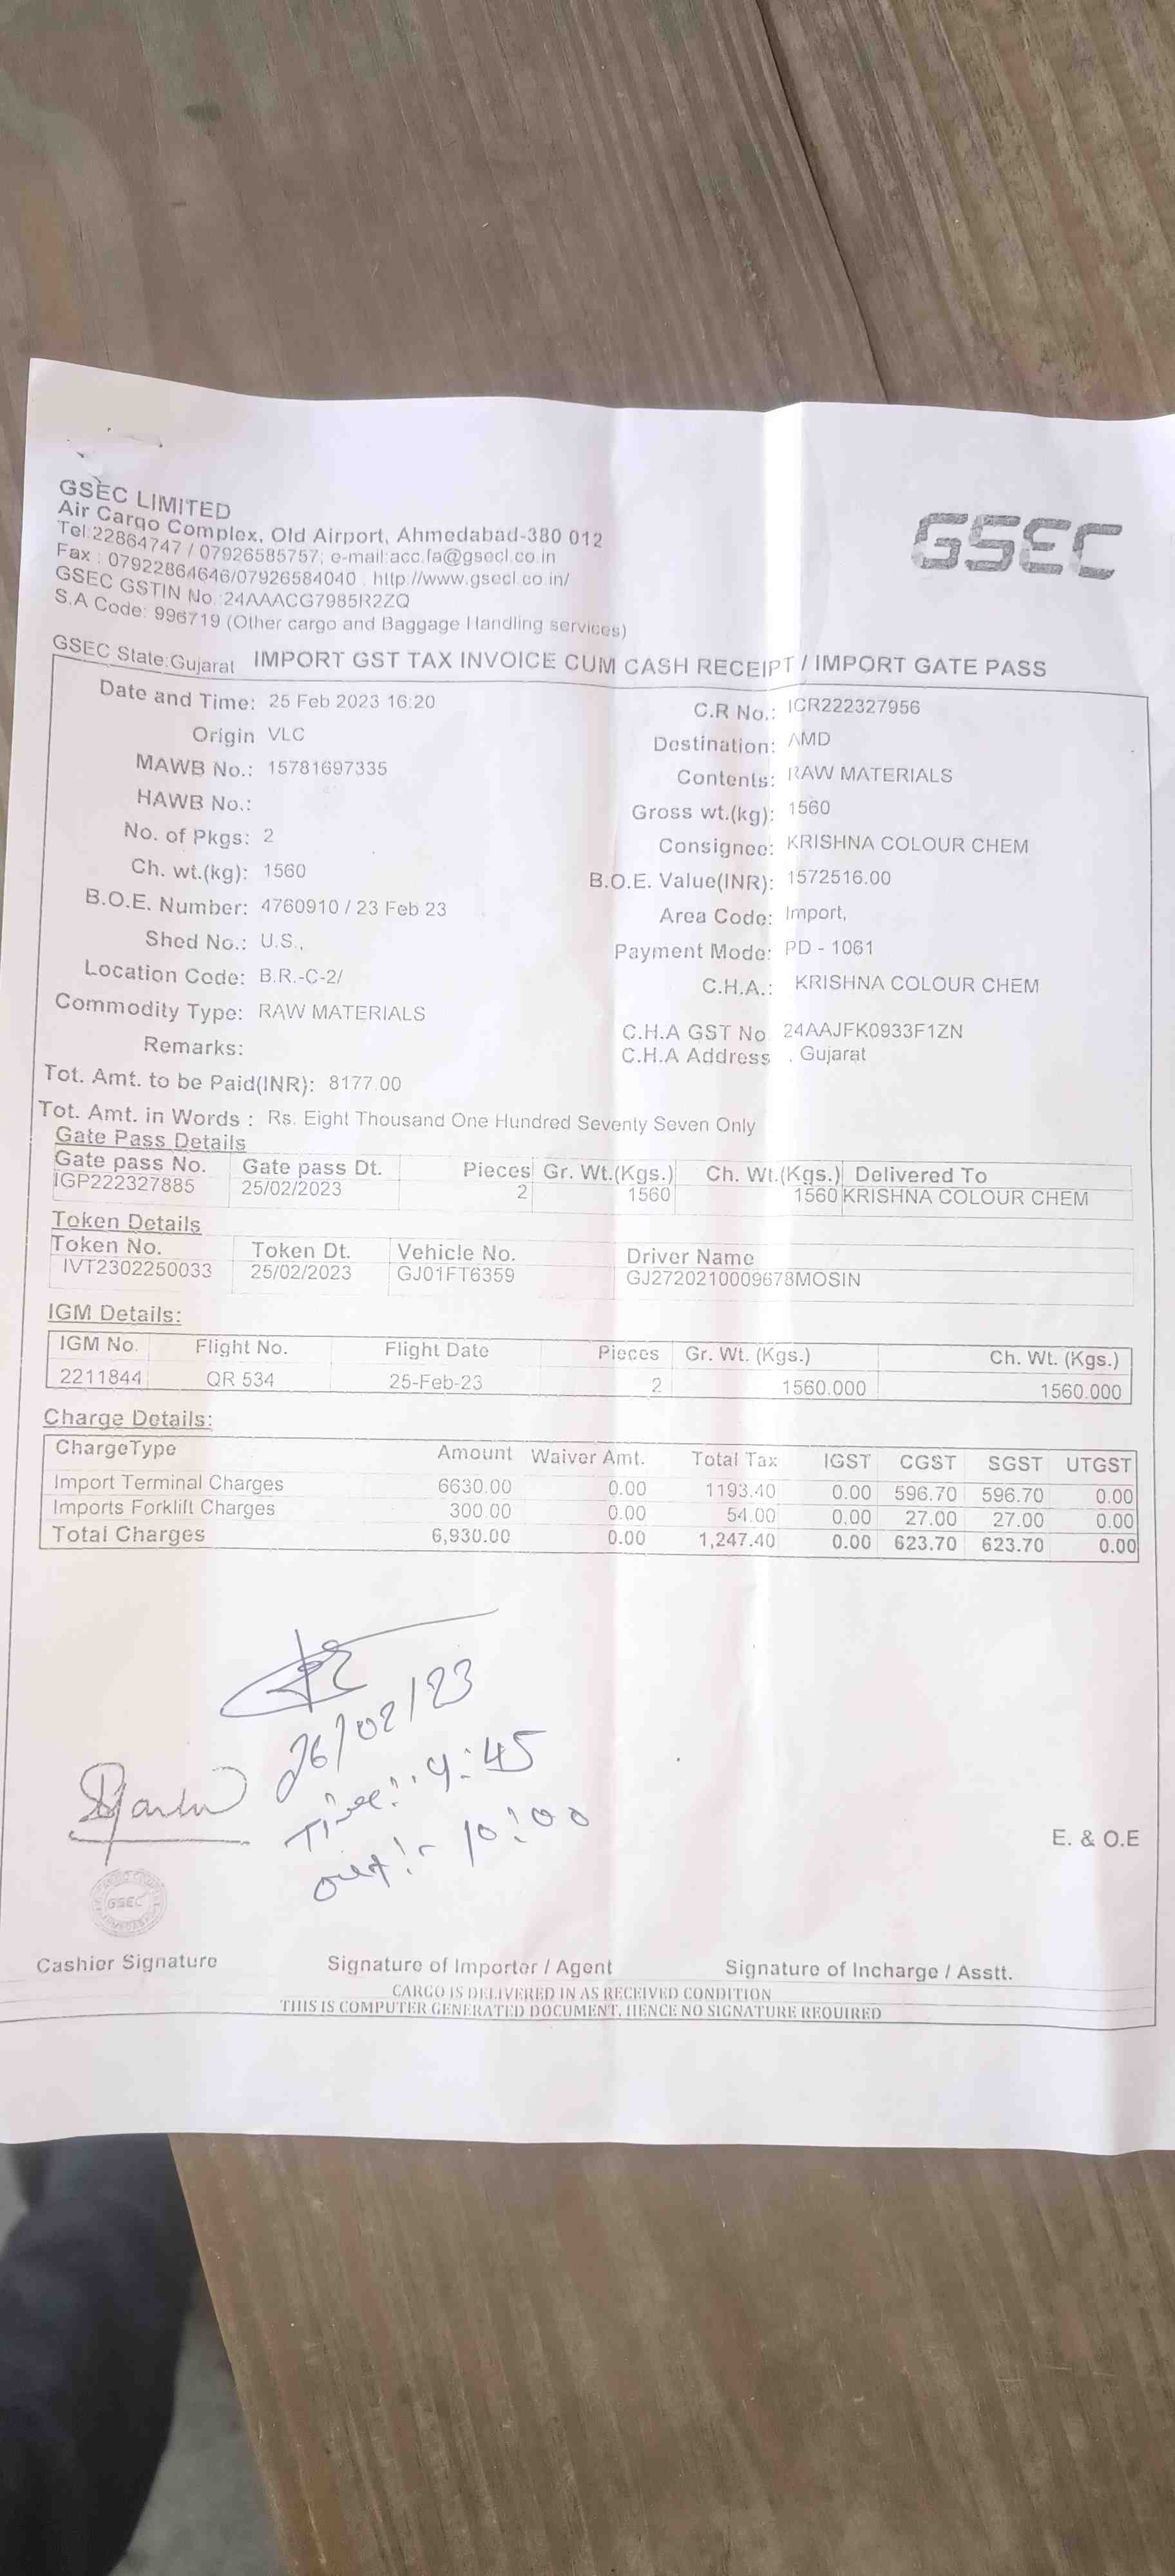 GSEC LIMITED
GSEC
Air Cargo Complex, Old Airport, Ahmedabad-380 012
Tel:22864747 / 07926585757; e-mail:acc.fa@gsecl.co.in
Fax : 07922864646/07926584040 , http://www.gsecl.co.in/
GSEC GSTIN No.:24AAACG7985R2ZQ
S.A Code: 996719 (Other cargo and Baggage Handling services)
GSEC State:Gujarat IMPORT GST TAX INVOICE CUM CASH RECEIPT / IMPORT GATE PASS
Date and Time: 25 Feb 2023 16:20 C.R No.: ICR222327956
Origin VLC Destination: AMD
MAWB No.: 15781697335 Contents: RAW MATERIALS
HAWB No.: Gross wt.(kg): 1560
No. of Pkgs: 2 Consignee: KRISHNA COLOUR CHEM
Ch. wt.(kg): 1560 B.O.E. Value(INR): 1572516.00
B.O.E. Number: 4760910 / 23 Feb 23 Area Code: Import,
Shed No.: U.S., Payment Mode: PD - 1061
Location Code: B.R.-C-2/ C.H.A.: KRISHNA COLOUR CHEM
Commodity Type: RAW MATERIALS C.H.A GST No 24AAJFK0933F1ZN
Remarks: C.H.A Address . Gujarat
Tot. Amt. to be Paid(INR): 8177.00
Tot. Amt. in Words : Rs. Eight Thousand One Hundred Seventy Seven Only
Gate Pass Details
Gate pass No. Gate pass Dt. Pieces Gr. Wt.(Kgs.) Ch. Wt.(Kgs.) Delivered To
IGP222327885 25/02/2023 2 1560 1560 KRISHNA COLOUR CHEM
Token Details
Token No. Token Dt. Vehicle No. Driver Name
IVT2302250033 25/02/2023 GJ01FT6359 GJ2720210009678MOSIN
IGM Details:
IGM No. Flight No. Flight Date Pieces Gr. Wt. (Kgs.) Ch. Wt. (Kgs.)
2211844 QR 534 25-Feb-23 2 1560.000 1560.000
Charge Details:
ChargeType Amount Waiver Amt. Total Tax IGST CGST SGST UTGST
Import Terminal Charges 6630.00 0.00 1193.40 0.00 596.70 596.70 0.00
Imports Forklift Charges 300.00 0.00 54.00 0.00 27.00 27.00 0.00
Total Charges 6,930.00 0.00 1,247.40 0.00 623.70 623.70 0.00
26/02/23
Time:- 9:45
out:- 10:00
E. & O.E
GSEC
Cashier Signature Signature of Importer / Agent Signature of Incharge / Asstt.
CARGO IS DELIVERED IN AS RECEIVED CONDITION
THIS IS COMPUTER GENERATED DOCUMENT, HENCE NO SIGNATURE REQUIRED